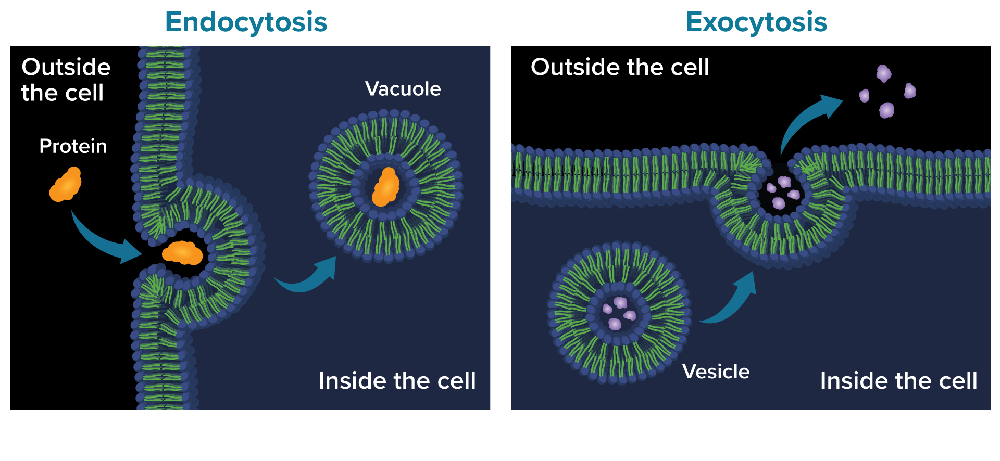 Endocytosis
Outside
the cell
Protein
Vacuole
Inside the cell
Exocytosis
Outside the cell
Vesicle
Inside the cell